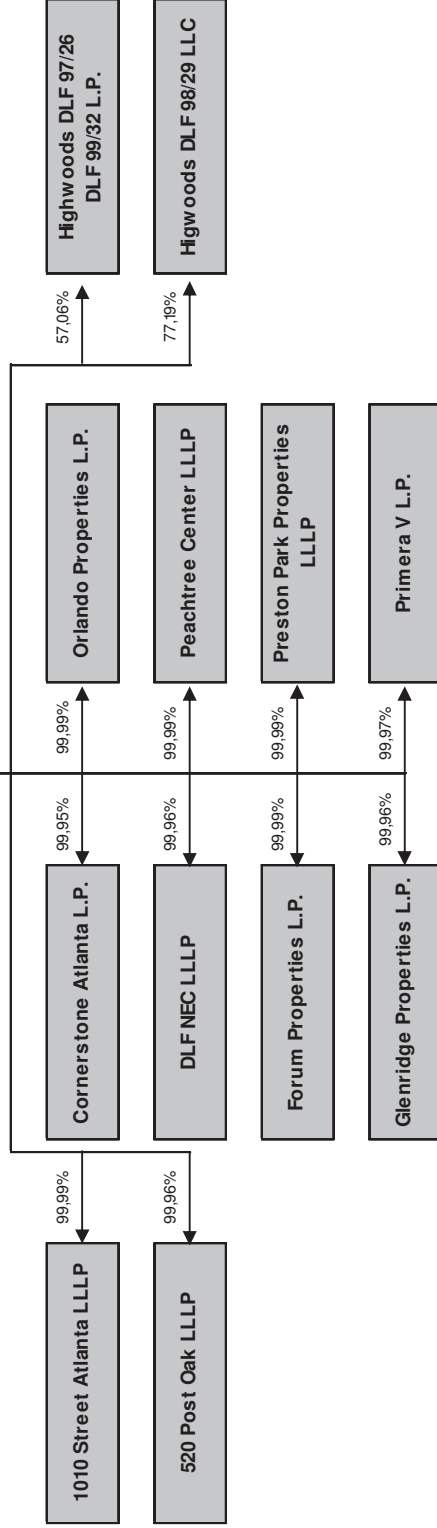 1010 Street Atlanta LLLP
99,99%
Cornerstone Atlanta L.P.
99,95%
99,99%
Orlando Properties L.P.
57,06%
Highwoods DLF 97/26
DLF 99/32 L.P.
520 Post Oak LLLP
99,96%
DLF NEC LLLP
99,96%
99,99%
Peachtree Center LLLP
77,19%
Higwoods DLF 98/29 LLC
Forum Properties L.P.
99,99%
99,99%
Preston Park Properties
LLLP
Glenridge Properties L.P.
99,96%
99,97%
Primera V L.P.